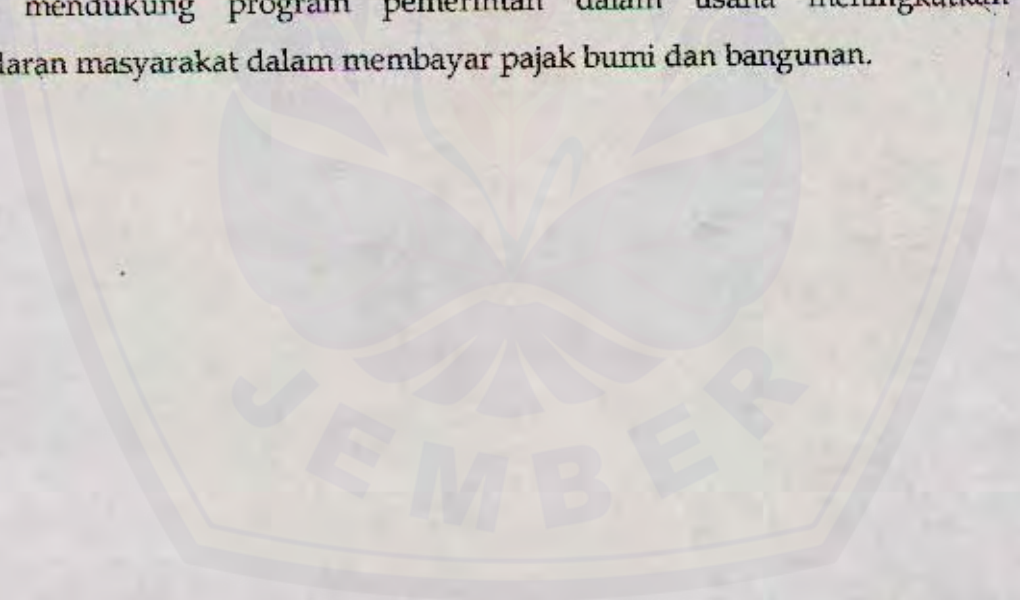 mendukung program pemerintah dalam usaha meningkatkan
laran masyarakat dalam membayar pajak bumi dan bangunan.
JEMBER